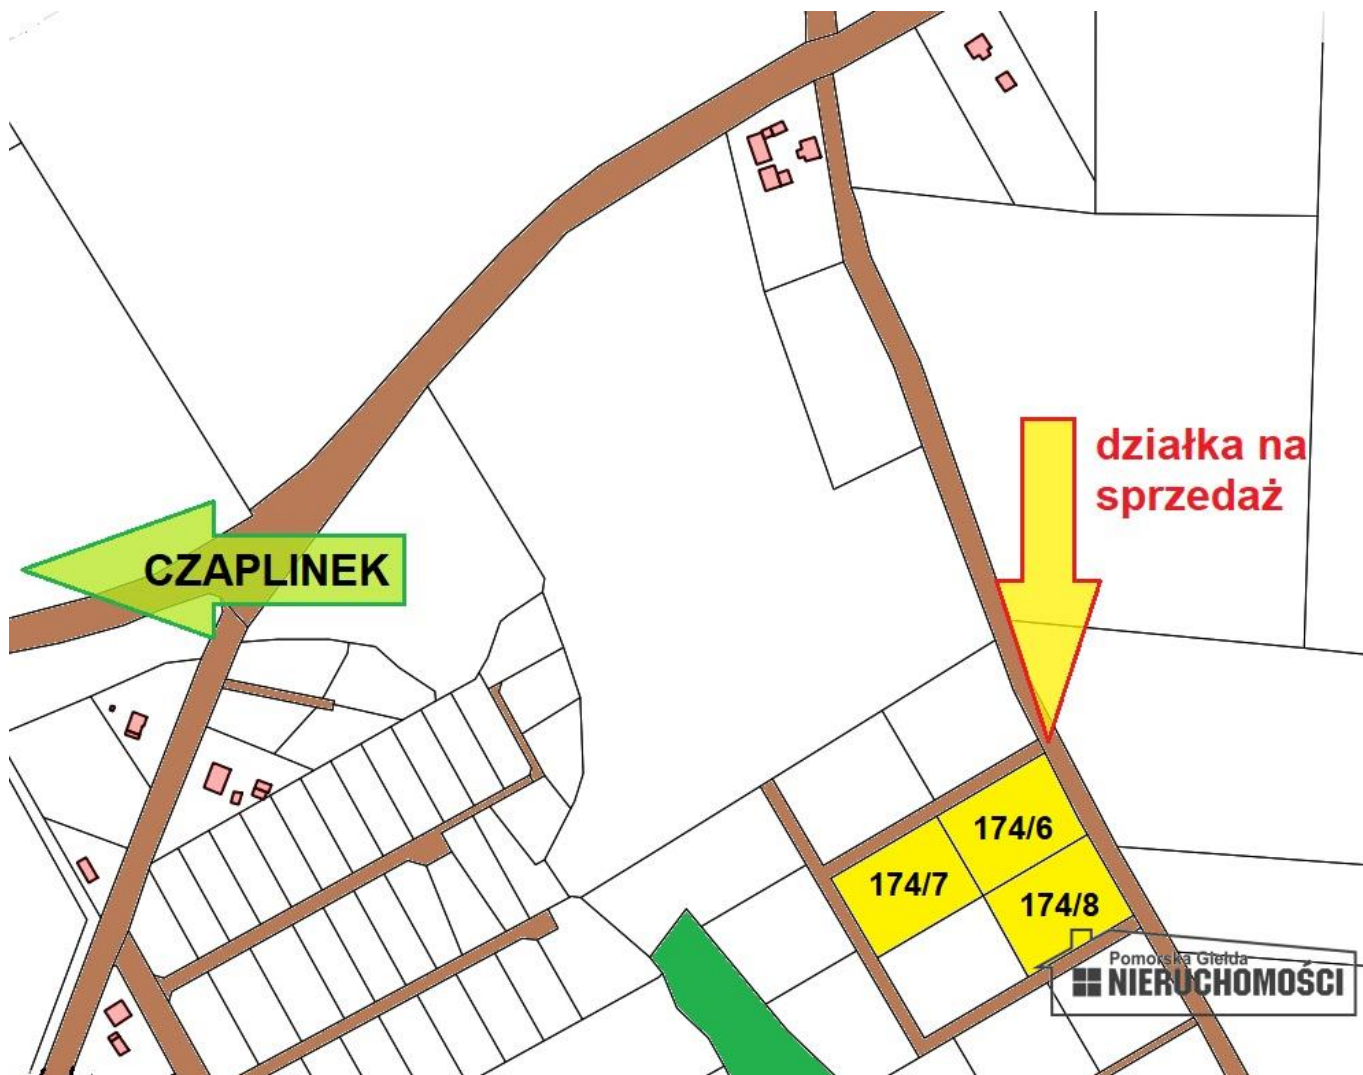 działka na
sprzedaż
CZAPLINEK
174/6
174/7
174/8
Pomorska Giełda
NIERUCHOMOŚCI